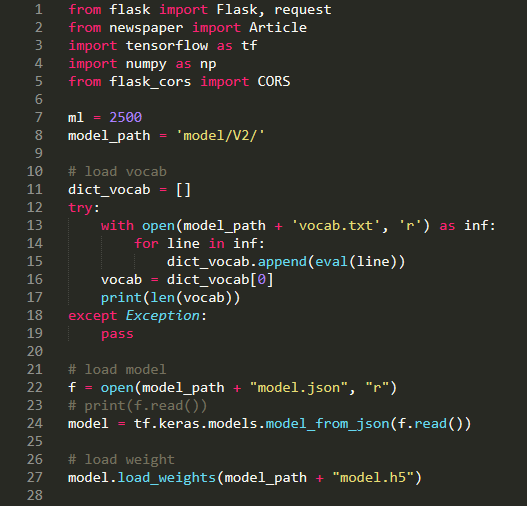 1 from flask import Flask, request
2 from newspaper import Article
3 import tensorflow as tf
4 import numpy as np
5 from flask_cors import CORS
6
7 ml = 2500
8 model_path = 'model/V2/'
9
10 # load vocab
11 dict_vocab = []
12 try:
13     with open(model_path + 'vocab.txt', 'r') as inf:
14         for line in inf:
15             dict_vocab.append(eval(line))
16     vocab = dict_vocab[0]
17     print(len(vocab))
18 except Exception:
19     pass
20
21 # load model
22 f = open(model_path + "model.json", "r")
23 # print(f.read())
24 model = tf.keras.models.model_from_json(f.read())
25
26 # load weight
27 model.load_weights(model_path + "model.h5")
28